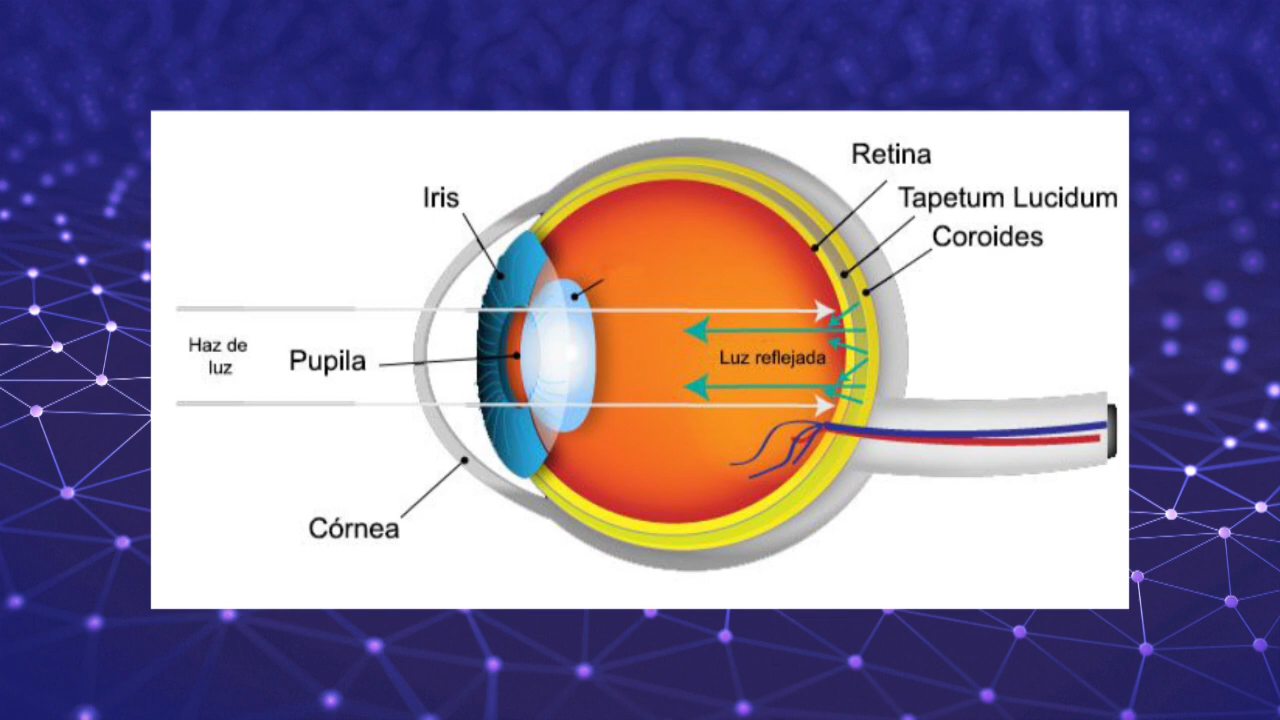 Retina
Iris
Tapetum Lucidum
Coroides
Haz de
luz
Pupila
Luz reflejada
Córnea